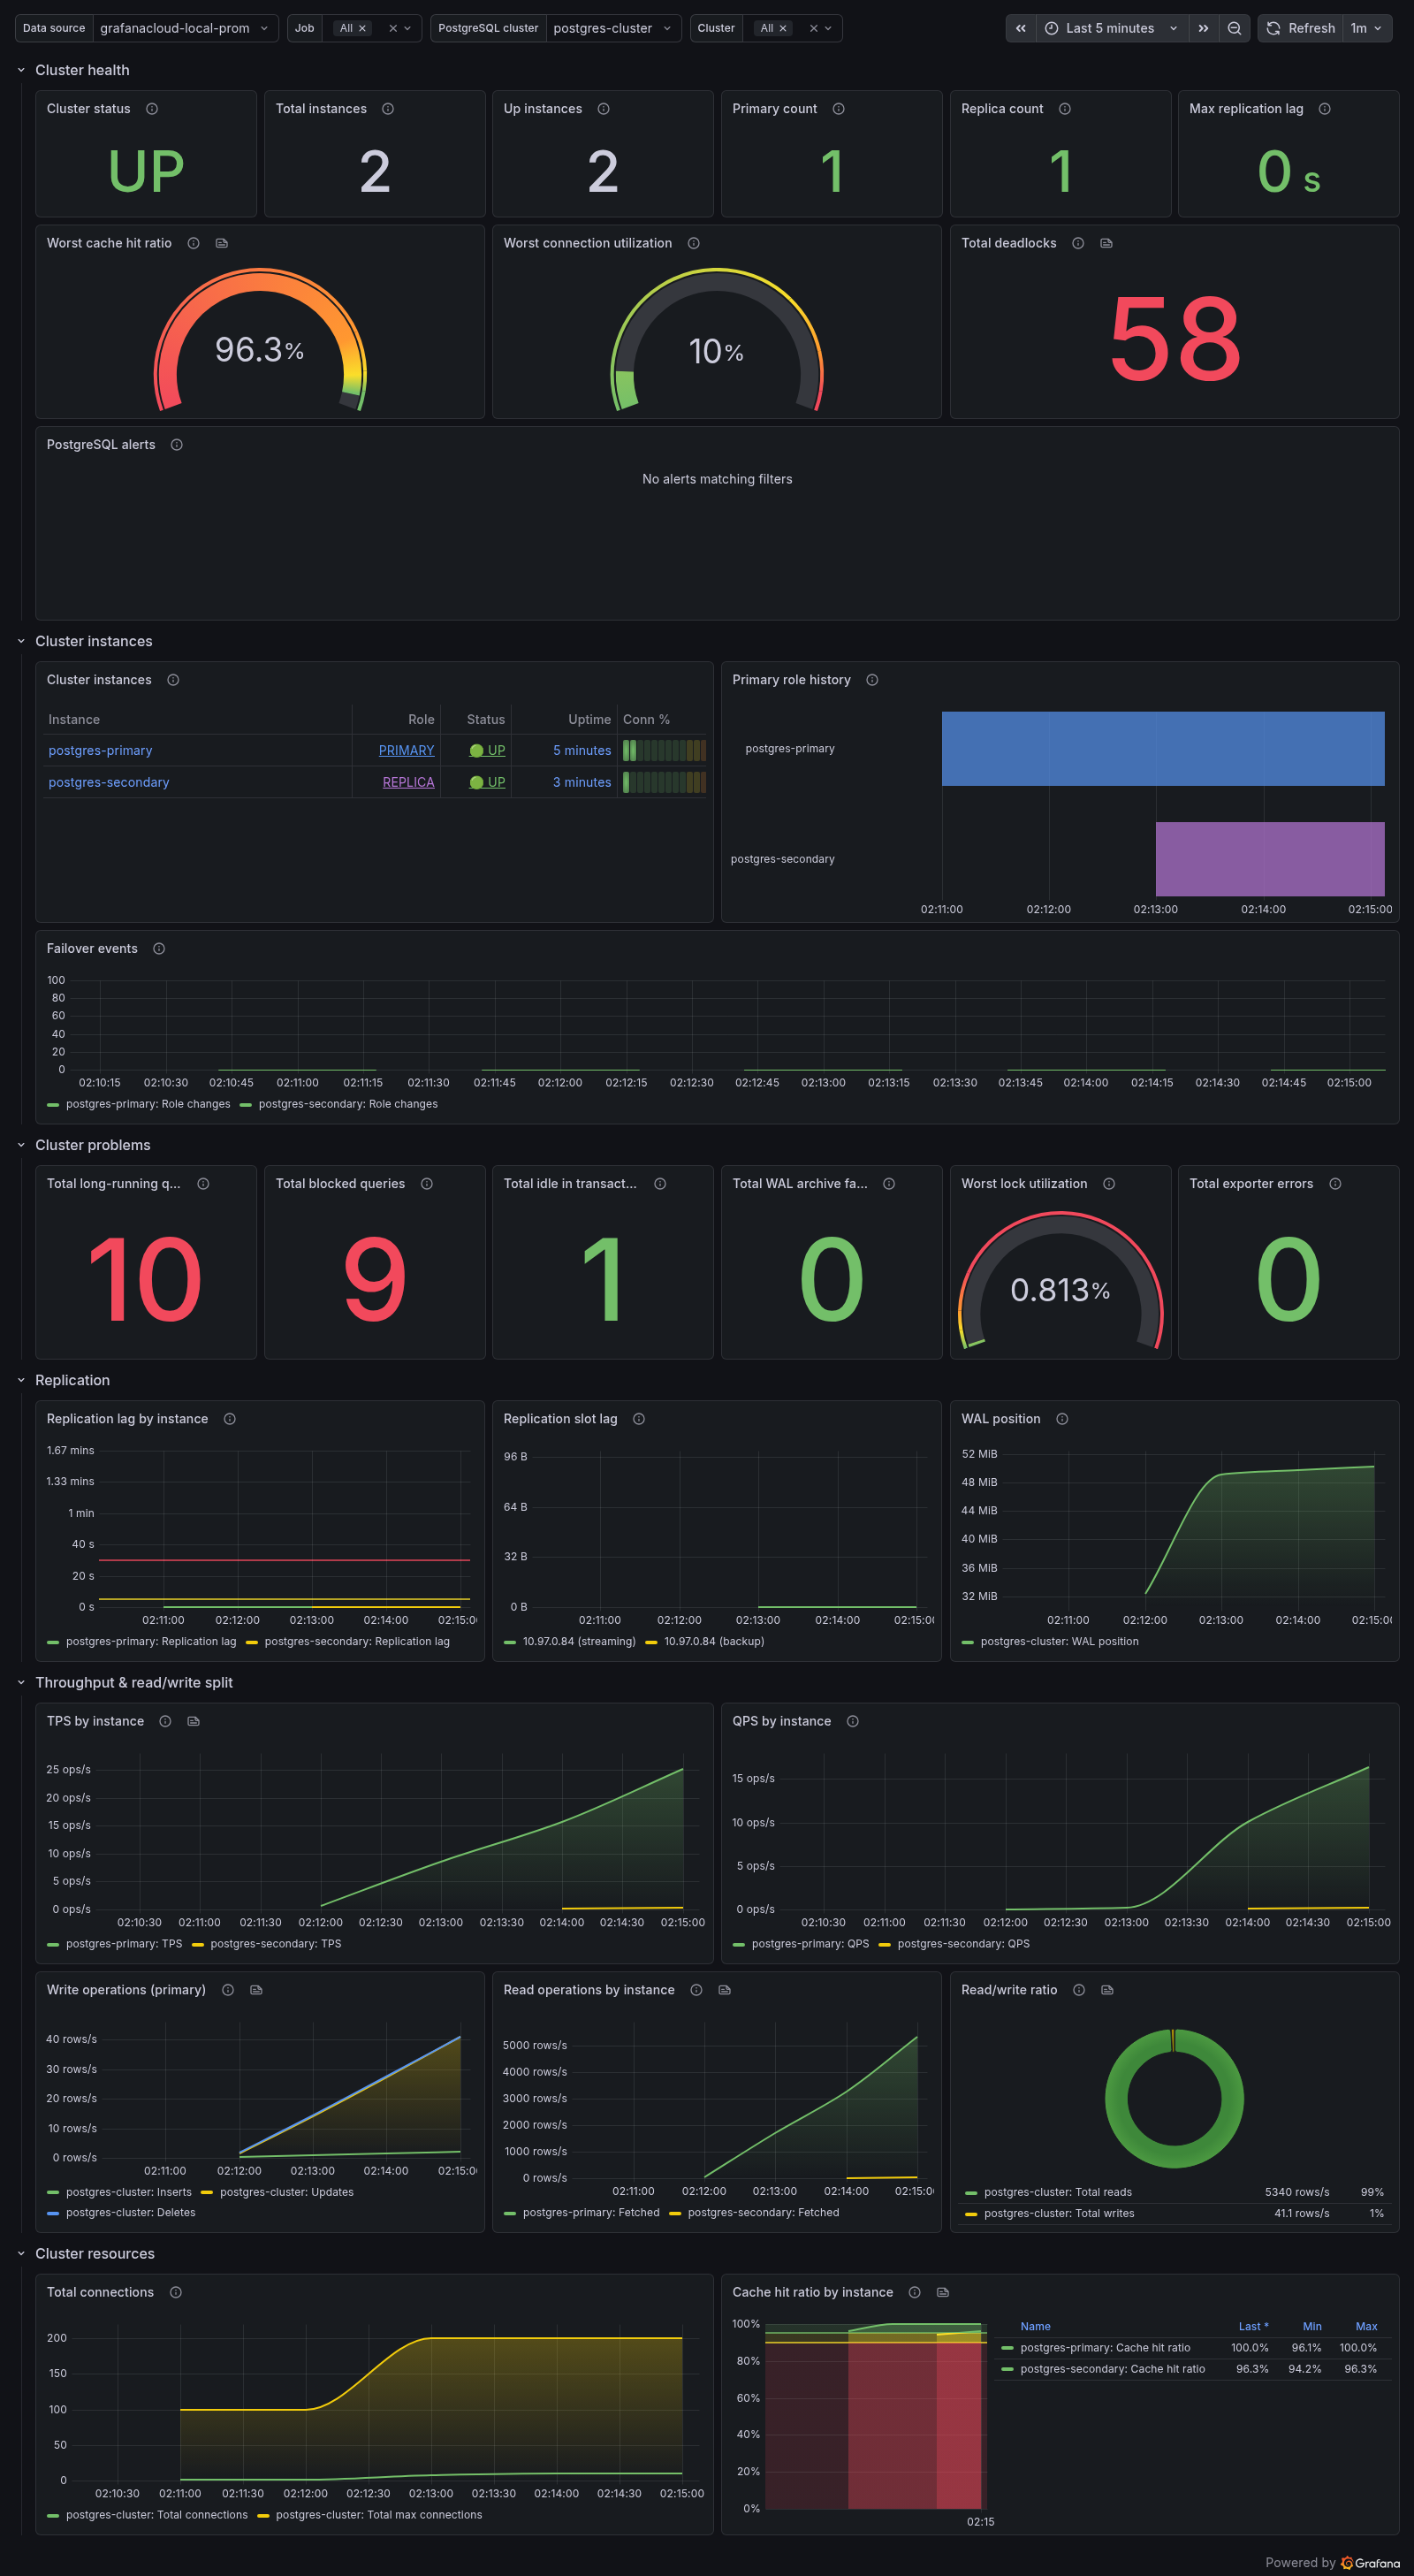 Data source grafanacloud-local-prom Job All PostgreSQL cluster postgres-cluster Cluster All Last 5 minutes Refresh 1m
Cluster health
Cluster status Total instances Up instances Primary count Replica count Max replication lag
UP 2 2 1 1 0 s
Worst cache hit ratio Worst connection utilization Total deadlocks
96.3% 10% 58
PostgreSQL alerts
No alerts matching filters
Cluster instances
Cluster instances
Instance Role Status Uptime Conn %
postgres-primary PRIMARY UP 5 minutes
postgres-secondary REPLICA UP 3 minutes
Primary role history
postgres-primary
postgres-secondary
02:11:00 02:12:00 02:13:00 02:14:00 02:15:00
Failover events
100
80
60
40
20
0
02:10:15 02:10:30 02:10:45 02:11:00 02:11:15 02:11:30 02:11:45 02:12:00 02:12:15 02:12:30 02:12:45 02:13:00 02:13:15 02:13:30 02:13:45 02:14:00 02:14:15 02:14:30 02:14:45 02:15:00
postgres-primary: Role changes postgres-secondary: Role changes
Cluster problems
Total long-running q... Total blocked queries Total idle in transact... Total WAL archive fa... Worst lock utilization Total exporter errors
10 9 1 0 0.813% 0
Replication
Replication lag by instance
1.67 mins
1.33 mins
1 min
40 s
20 s
0 s
02:11:00 02:12:00 02:13:00 02:14:00 02:15:0
postgres-primary: Replication lag postgres-secondary: Replication lag
Replication slot lag
96 B
64 B
32 B
0 B
02:11:00 02:12:00 02:13:00 02:14:00 02:15:0
10.97.0.84 (streaming) 10.97.0.84 (backup)
WAL position
52 MiB
48 MiB
44 MiB
40 MiB
36 MiB
32 MiB
02:11:00 02:12:00 02:13:00 02:14:00 02:15:0
postgres-cluster: WAL position
Throughput & read/write split
TPS by instance
25 ops/s
20 ops/s
15 ops/s
10 ops/s
5 ops/s
0 ops/s
02:10:30 02:11:00 02:11:30 02:12:00 02:12:30 02:13:00 02:13:30 02:14:00 02:14:30 02:15:00
postgres-primary: TPS postgres-secondary: TPS
QPS by instance
15 ops/s
10 ops/s
5 ops/s
0 ops/s
02:10:30 02:11:00 02:11:30 02:12:00 02:12:30 02:13:00 02:13:30 02:14:00 02:14:30 02:15:00
postgres-primary: QPS postgres-secondary: QPS
Write operations (primary)
40 rows/s
30 rows/s
20 rows/s
10 rows/s
0 rows/s
02:11:00 02:12:00 02:13:00 02:14:00 02:15:0
postgres-cluster: Inserts postgres-cluster: Updates
postgres-cluster: Deletes
Read operations by instance
5000 rows/s
4000 rows/s
3000 rows/s
2000 rows/s
1000 rows/s
0 rows/s
02:11:00 02:12:00 02:13:00 02:14:00 02:15:0
postgres-primary: Fetched postgres-secondary: Fetched
Read/write ratio
postgres-cluster: Total reads 5340 rows/s 99%
postgres-cluster: Total writes 41.1 rows/s 1%
Cluster resources
Total connections
200
150
100
50
0
02:10:30 02:11:00 02:11:30 02:12:00 02:12:30 02:13:00 02:13:30 02:14:00 02:14:30 02:15:00
postgres-cluster: Total connections postgres-cluster: Total max connections
Cache hit ratio by instance
100%
80%
60%
40%
20%
0%
02:15
Name Last * Min Max
postgres-primary: Cache hit ratio 100.0% 96.1% 100.0%
postgres-secondary: Cache hit ratio 96.3% 94.2% 96.3%
Powered by Grafana